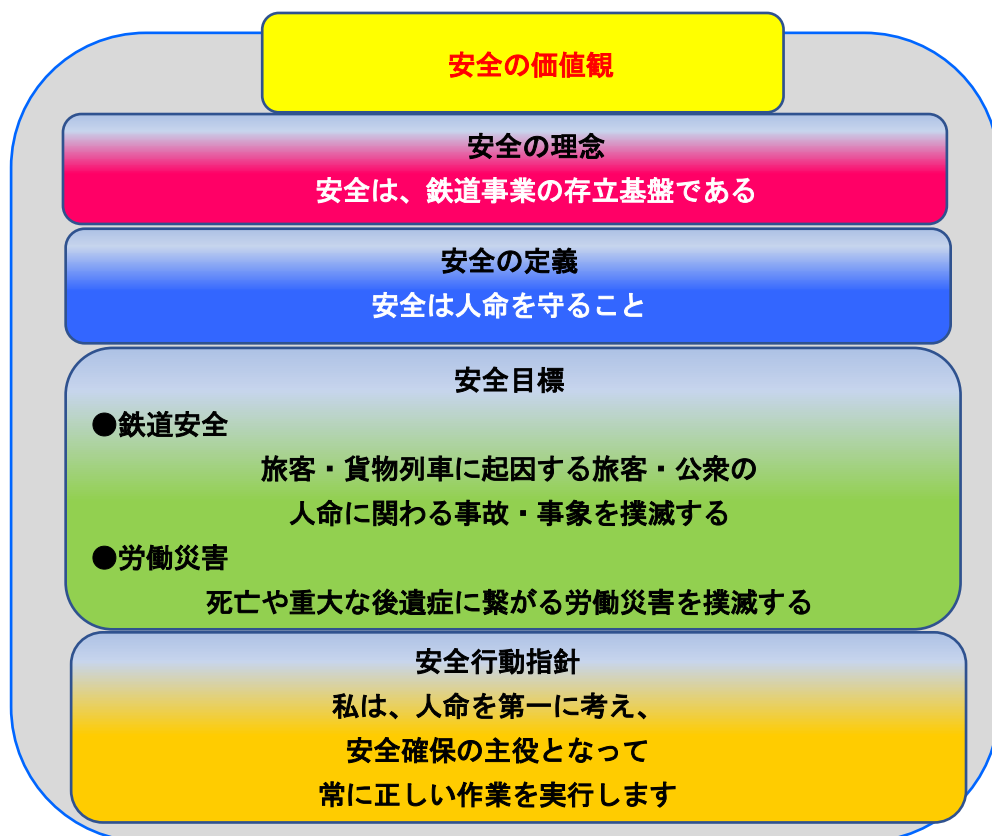 安全の価値観
安全の理念
安全は、鉄道事業の存立基盤である
安全の定義
安全は人命を守ること
安全目標
●鉄道安全
旅客・貨物列車に起因する旅客・公衆の
人命に関わる事故・事象を撲滅する
●労働災害
死亡や重大な後遺症に繋がる労働災害を撲滅する
安全行動指針
私は、人命を第一に考え、
安全確保の主役となって
常に正しい作業を実行します